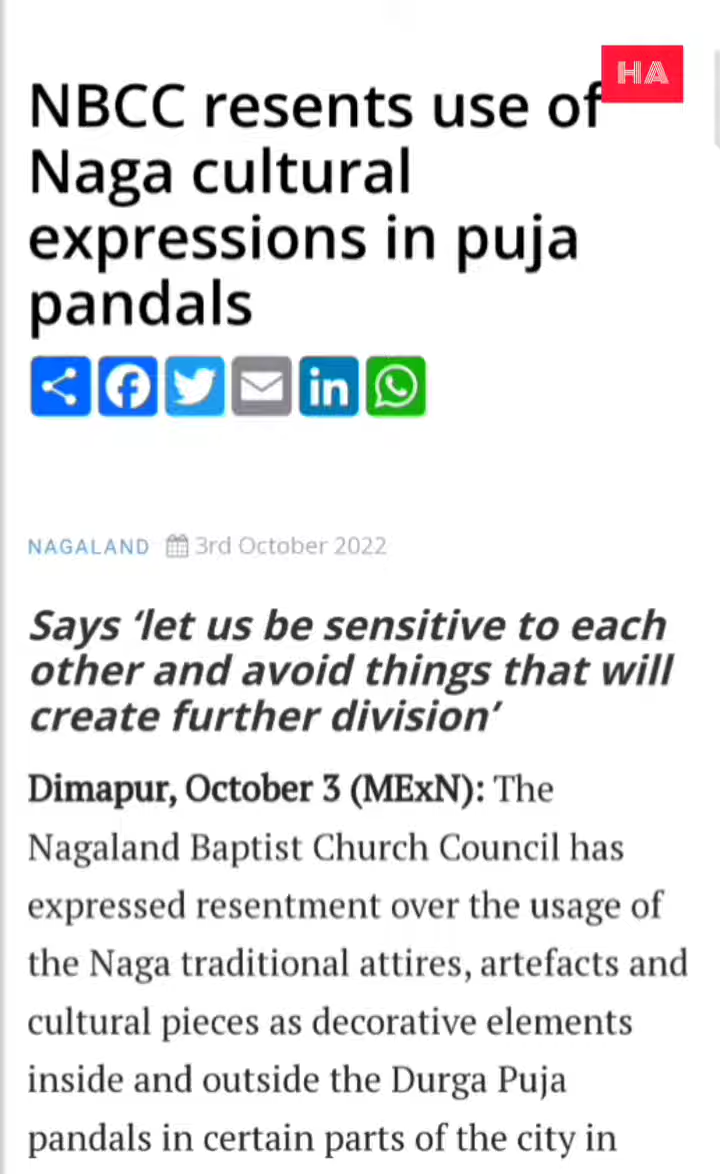 HA
NBCC resents use of
Naga cultural
expressions in puja
pandals
NAGALAND 3rd October 2022
Says ‘let us be sensitive to each
other and avoid things that will
create further division’
Dimapur, October 3 (MExN): The
Nagaland Baptist Church Council has
expressed resentment over the usage of
the Naga traditional attires, artefacts and
cultural pieces as decorative elements
inside and outside the Durga Puja
pandals in certain parts of the city in